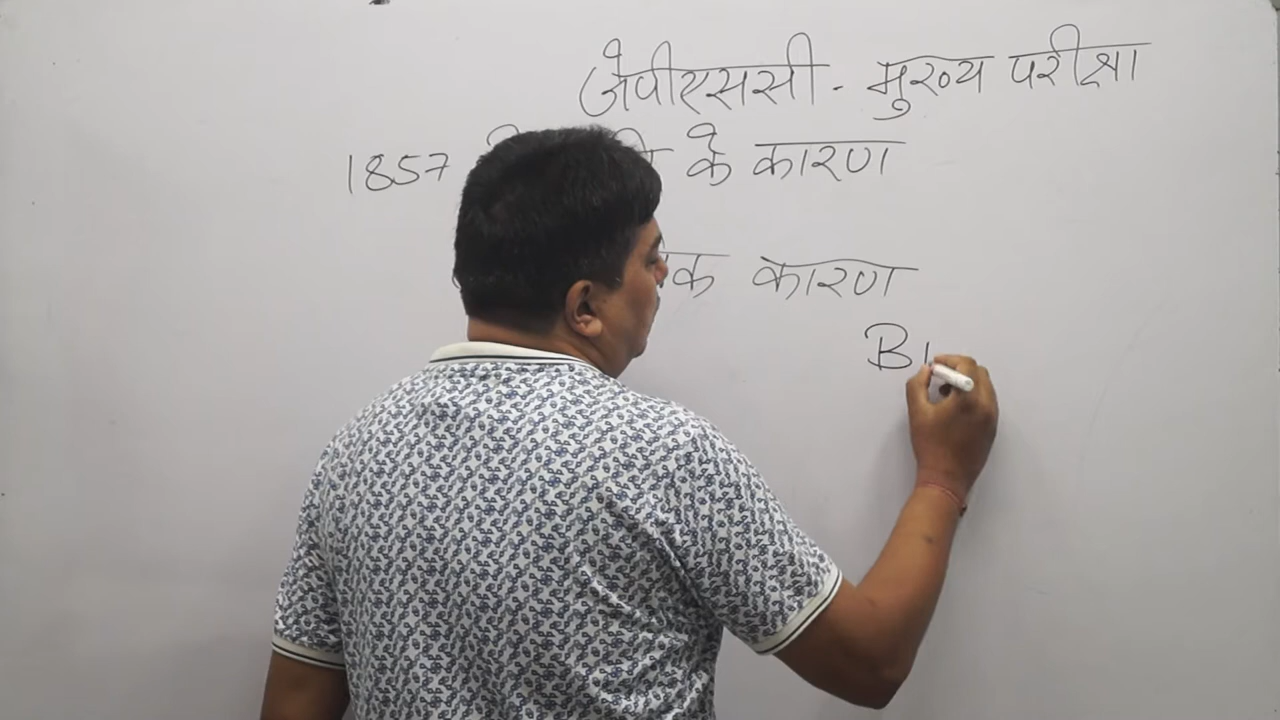 जेपीएससी - मुख्य परीक्षा
1857 के कारण
कारण
B